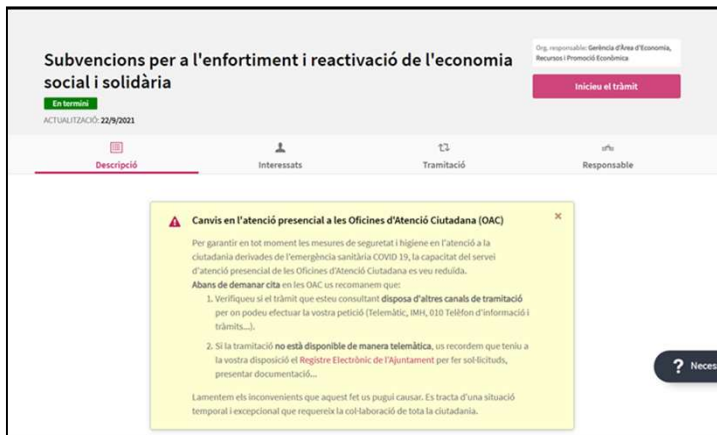 Subvencions per a l'enfortiment i reactivació de l'economia
social i solidària
En termini
ACTUALITZACIÓ: 22/9/2021
Org. responsable: Gerència d'Àrea d'Economia,
Recursos i Promoció Econòmica
Inicieu el tràmit
Descripció
Interessats
Tramitació
Responsable
Canvis en l'atenció presencial a les Oficines d'Atenció Ciutadana (OAC)
Per garantir en tot moment les mesures de seguretat i higiene en l'atenció a la
ciutadania derivades de l'emergència sanitària COVID 19, la capacitat del servei
d'atenció presencial de les Oficines d'Atenció Ciutadana es veu reduïda.
Abans de demanar cita en les OAC us recomanem que:
1. Verifiqueu si el tràmit que esteu consultant disposa d'altres canals de tramitació
per on podeu efectuar la vostra petició (Telemàtic, IMH, 010 Telèfon d'informació i
tràmits...).
2. Si la tramitació no està disponible de manera telemàtica, us recordem que teniu a
la vostra disposició el Registre Electrònic de l'Ajuntament per fer sol·licituds,
presentar documentació...
Lamentem els inconvenients que aquest fet us pugui causar. Es tracta d'una situació
temporal i excepcional que requereix la col·laboració de tota la ciutadania.
? Neces